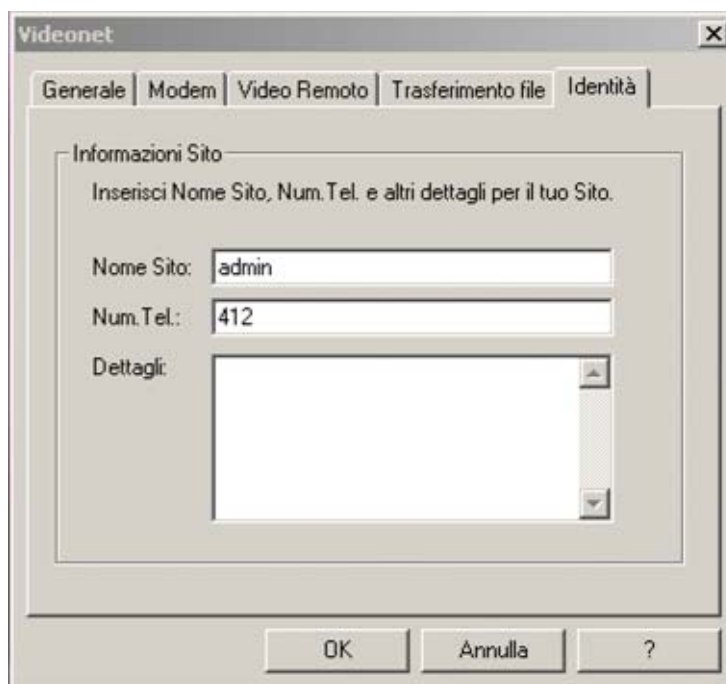 Videonet
Generale Modem Video Remoto Trasferimento file Identità
Informazioni Sito
Inserisci Nome Sito, Num.Tel. e altri dettagli per il tuo Sito.
Nome Sito: admin
Num.Tel.: 412
Dettagli:
OK Annulla ?